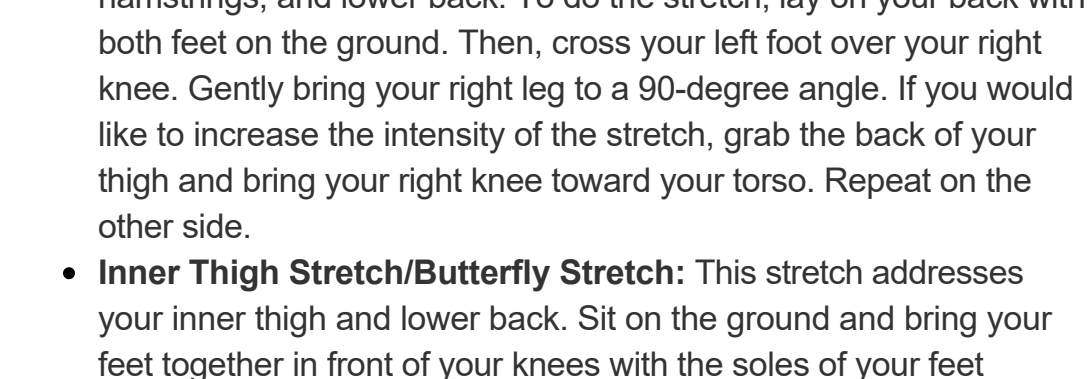 hamstrings, and lower back. To do the stretch, lay on your back with
both feet on the ground. Then, cross your left foot over your right
knee. Gently bring your right leg to a 90-degree angle. If you would
like to increase the intensity of the stretch, grab the back of your
thigh and bring your right knee toward your torso. Repeat on the
other side.
• Inner Thigh Stretch/Butterfly Stretch: This stretch addresses
your inner thigh and lower back. Sit on the ground and bring your
feet together in front of your knees with the soles of your feet